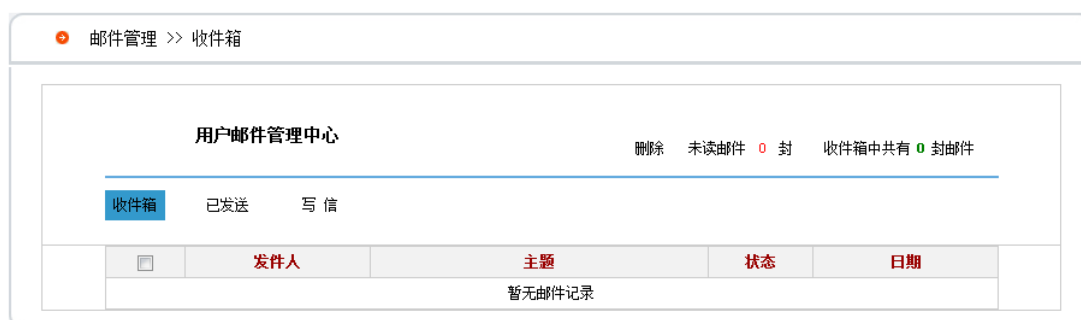 邮件管理 >> 收件箱
用户邮件管理中心
删除 未读邮件 0 封 收件箱中共有 0 封邮件
收件箱 已发送 写 信
发件人 主题 状态 日期
暂无邮件记录